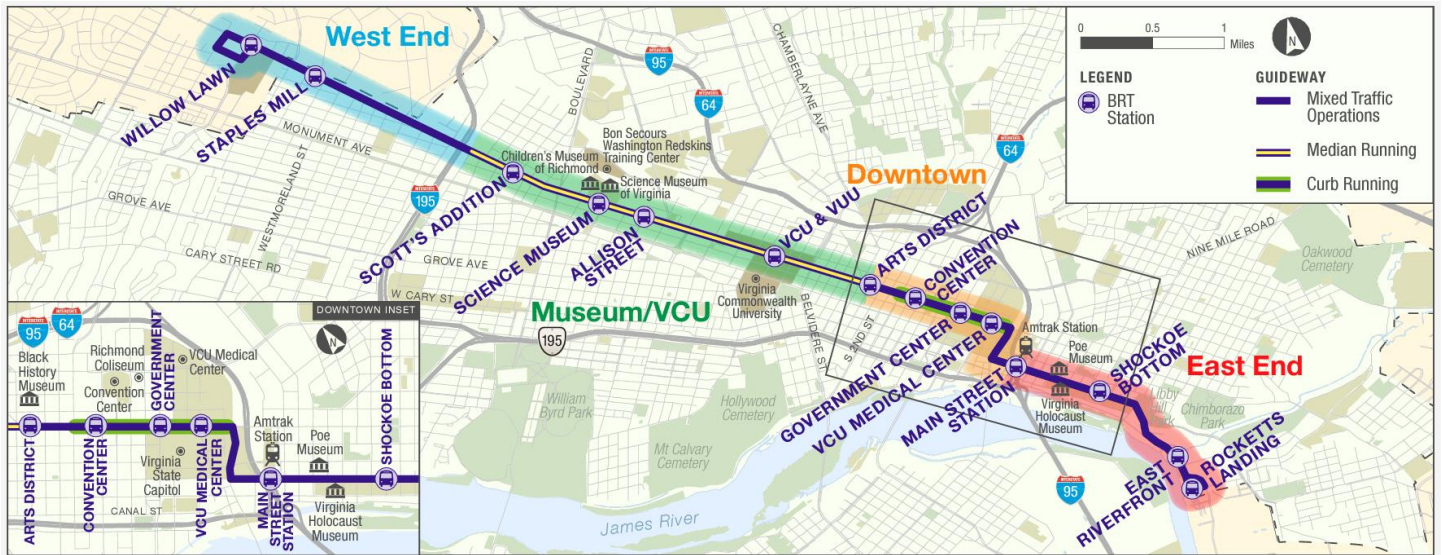 West End
WILLOW LAWN
STAPLES MILL
MONUMENT AVE
WESTMORELAND ST
GROVE AVE
CARY STREET RD
INTERSTATE
195
BOULEVARD
INTERSTATE
95
INTERSTATE
64
CHAMBERLAYNE AVE
Bon Secours
Washington Redskins
Training Center
Children's Museum
of Richmond
Science Museum
of Virginia
SCOTT'S ADDITION
SCIENCE MUSEUM
ALLISON
STREET
GROVE AVE
W CARY ST
Museum/VCU
VCU & VUU
Virginia
Commonwealth
University
BELVIDERE ST
195
William
Byrd Park
Hollywood
Cemetery
Mt Calvary
Cemetery
James River
Downtown
ARTS DISTRICT
CONVENTION
CENTER
S 2ND ST
GOVERNMENT CENTER
VCU MEDICAL CENTER
MAIN STREET
STATION
Amtrak Station
Poe
Museum
Virginia
Holocaust
Museum
SHOCKOE
BOTTOM
East End
Libby
Hill
Park
Chimborazo
Park
EAST
RIVERFRONT
ROCKETTS
LANDING
INTERSTATE
95
INTERSTATE
64
NINE MILE ROAD
Oakwood
Cemetery
0 0.5 1
Miles
N
LEGEND
BRT
Station
GUIDEWAY
Mixed Traffic
Operations
Median Running
Curb Running
DOWNTOWN INSET
N
INTERSTATE
95
INTERSTATE
64
Black
History
Museum
Richmond
Coliseum
Convention
Center
GOVERNMENT
CENTER
VCU Medical
Center
ARTS DISTRICT
CONVENTION
CENTER
Virginia
State
Capitol
VCU MEDICAL
CENTER
CANAL ST
Amtrak
Station
MAIN
STREET
STATION
Poe
Museum
Virginia
Holocaust
Museum
SHOCKOE BOTTOM